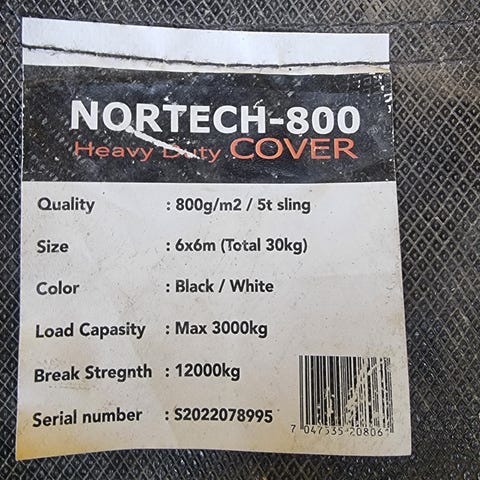 NORTECH-800
Heavy Duty COVER
Quality : 800g/m2 / 5t sling
Size : 6x6m (Total 30kg)
Color : Black / White
Load Capasity : Max 3000kg
Break Stregnth : 12000kg
Serial number : S2022078995
7 047535 20806